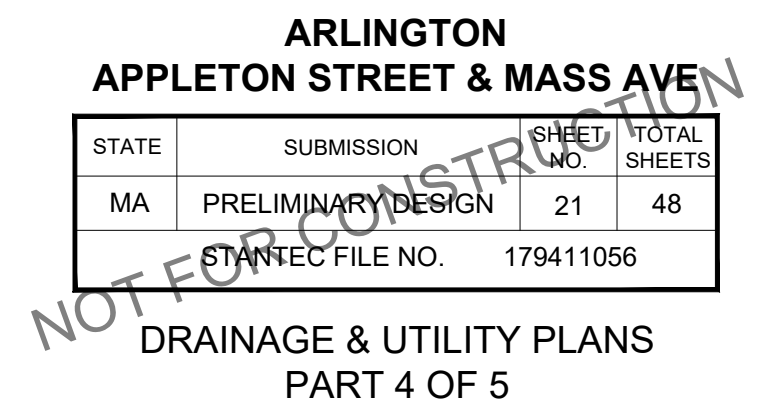 ARLINGTON
APPLETON STREET & MASS AVE
STATE SUBMISSION SHEET NO. TOTAL SHEETS
MA PRELIMINARY DESIGN 21 48
STANTEC FILE NO. 179411056
NOT FOR CONSTRUCTION
DRAINAGE & UTILITY PLANS
PART 4 OF 5